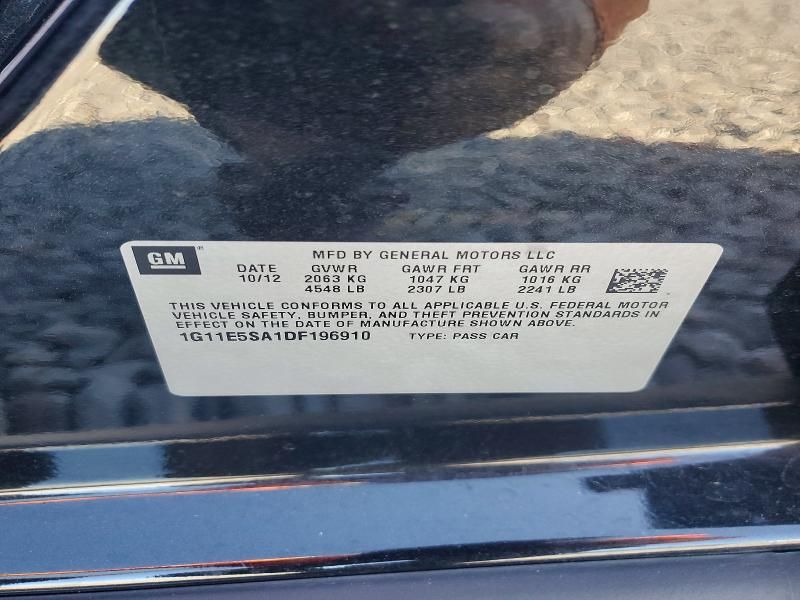 GM® MFD BY GENERAL MOTORS LLC
DATE GVWR GAWR FRT GAWR RR
10/12 2063 KG 1047 KG 1016 KG
4548 LB 2307 LB 2241 LB
THIS VEHICLE CONFORMS TO ALL APPLICABLE U.S. FEDERAL MOTOR
VEHICLE SAFETY, BUMPER, AND THEFT PREVENTION STANDARDS IN
EFFECT ON THE DATE OF MANUFACTURE SHOWN ABOVE.
1G11E5SA1DF196910 TYPE: PASS CAR